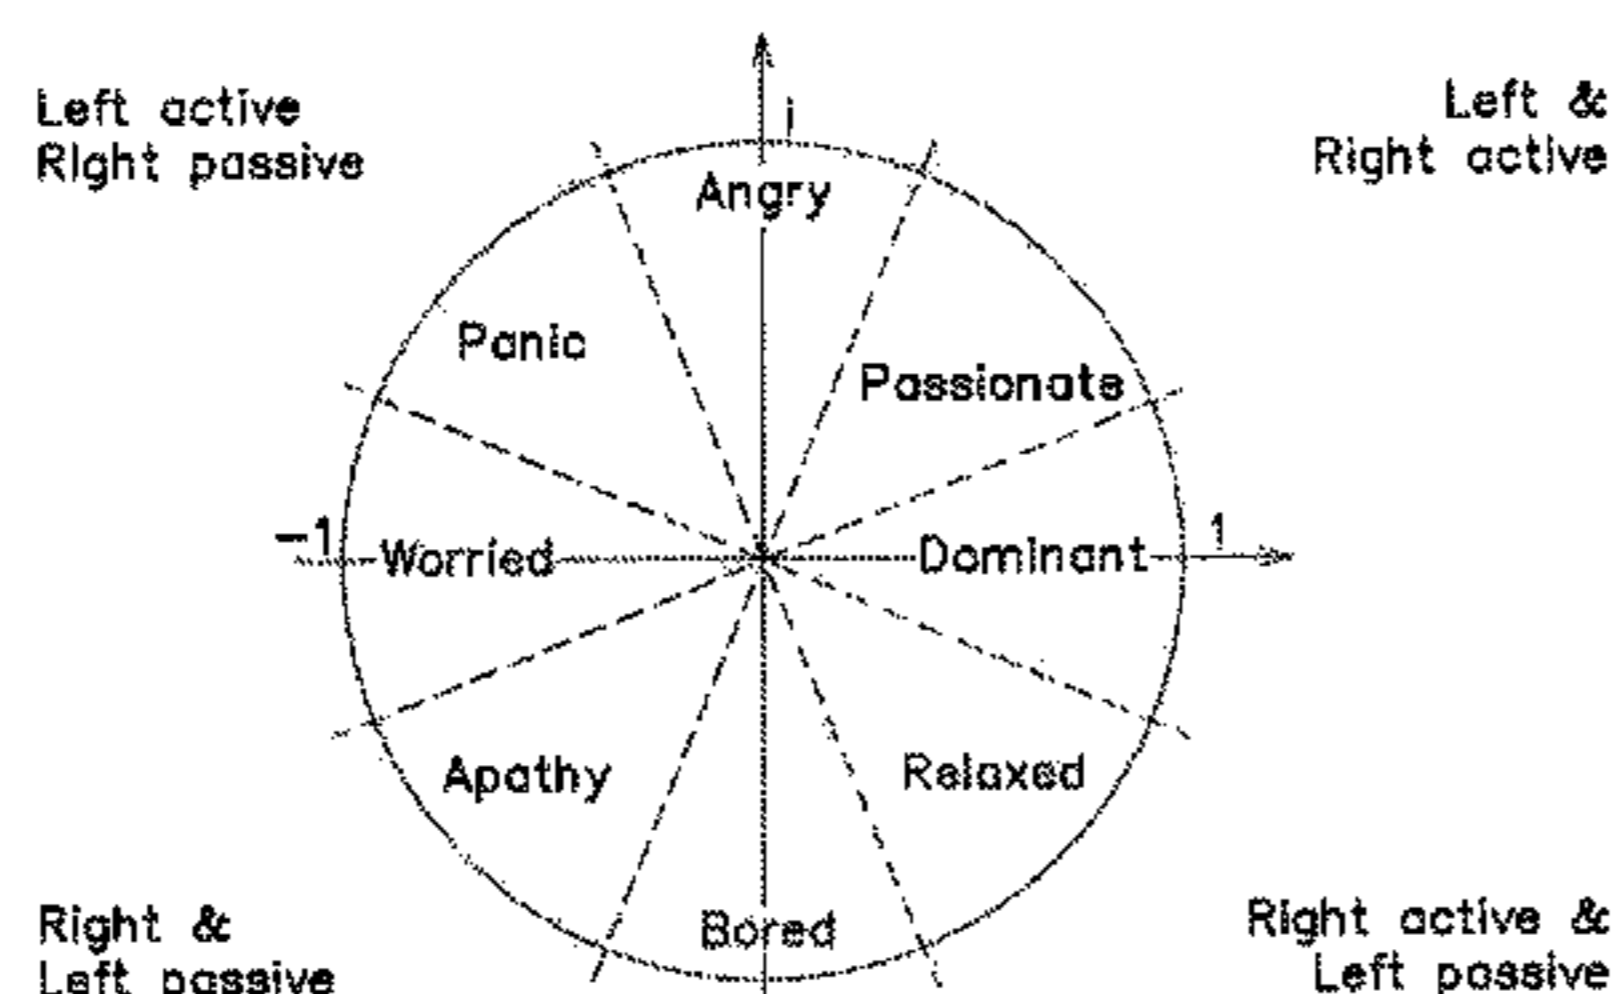 Left active
Right passive
Left &
Right active
i
Angry
Panic
Passionate
-1
Worried
Dominant
1
Apathy
Relaxed
Bored
Right &
Left passive
Right active &
Left passive